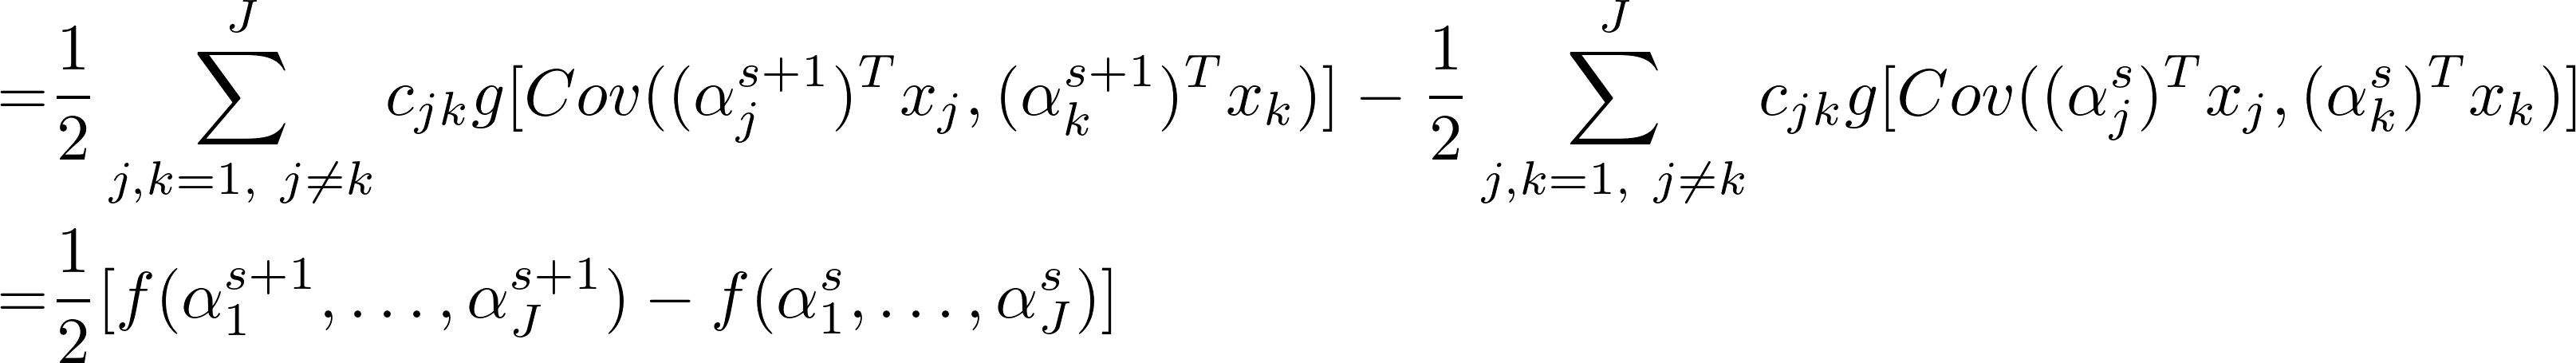 $=\frac{1}{2} \sum_{j,k=1,\ j\neq k}^{J} c_{jk} g[Cov((\alpha_j^{s+1})^T x_j, (\alpha_k^{s+1})^T x_k)] - \frac{1}{2} \sum_{j,k=1,\ j\neq k}^{J} c_{jk} g[Cov((\alpha_j^{s})^T x_j, (\alpha_k^{s})^T x_k)]$
$=\frac{1}{2} [f(\alpha_1^{s+1}, \ldots, \alpha_J^{s+1}) - f(\alpha_1^{s}, \ldots, \alpha_J^{s})]$